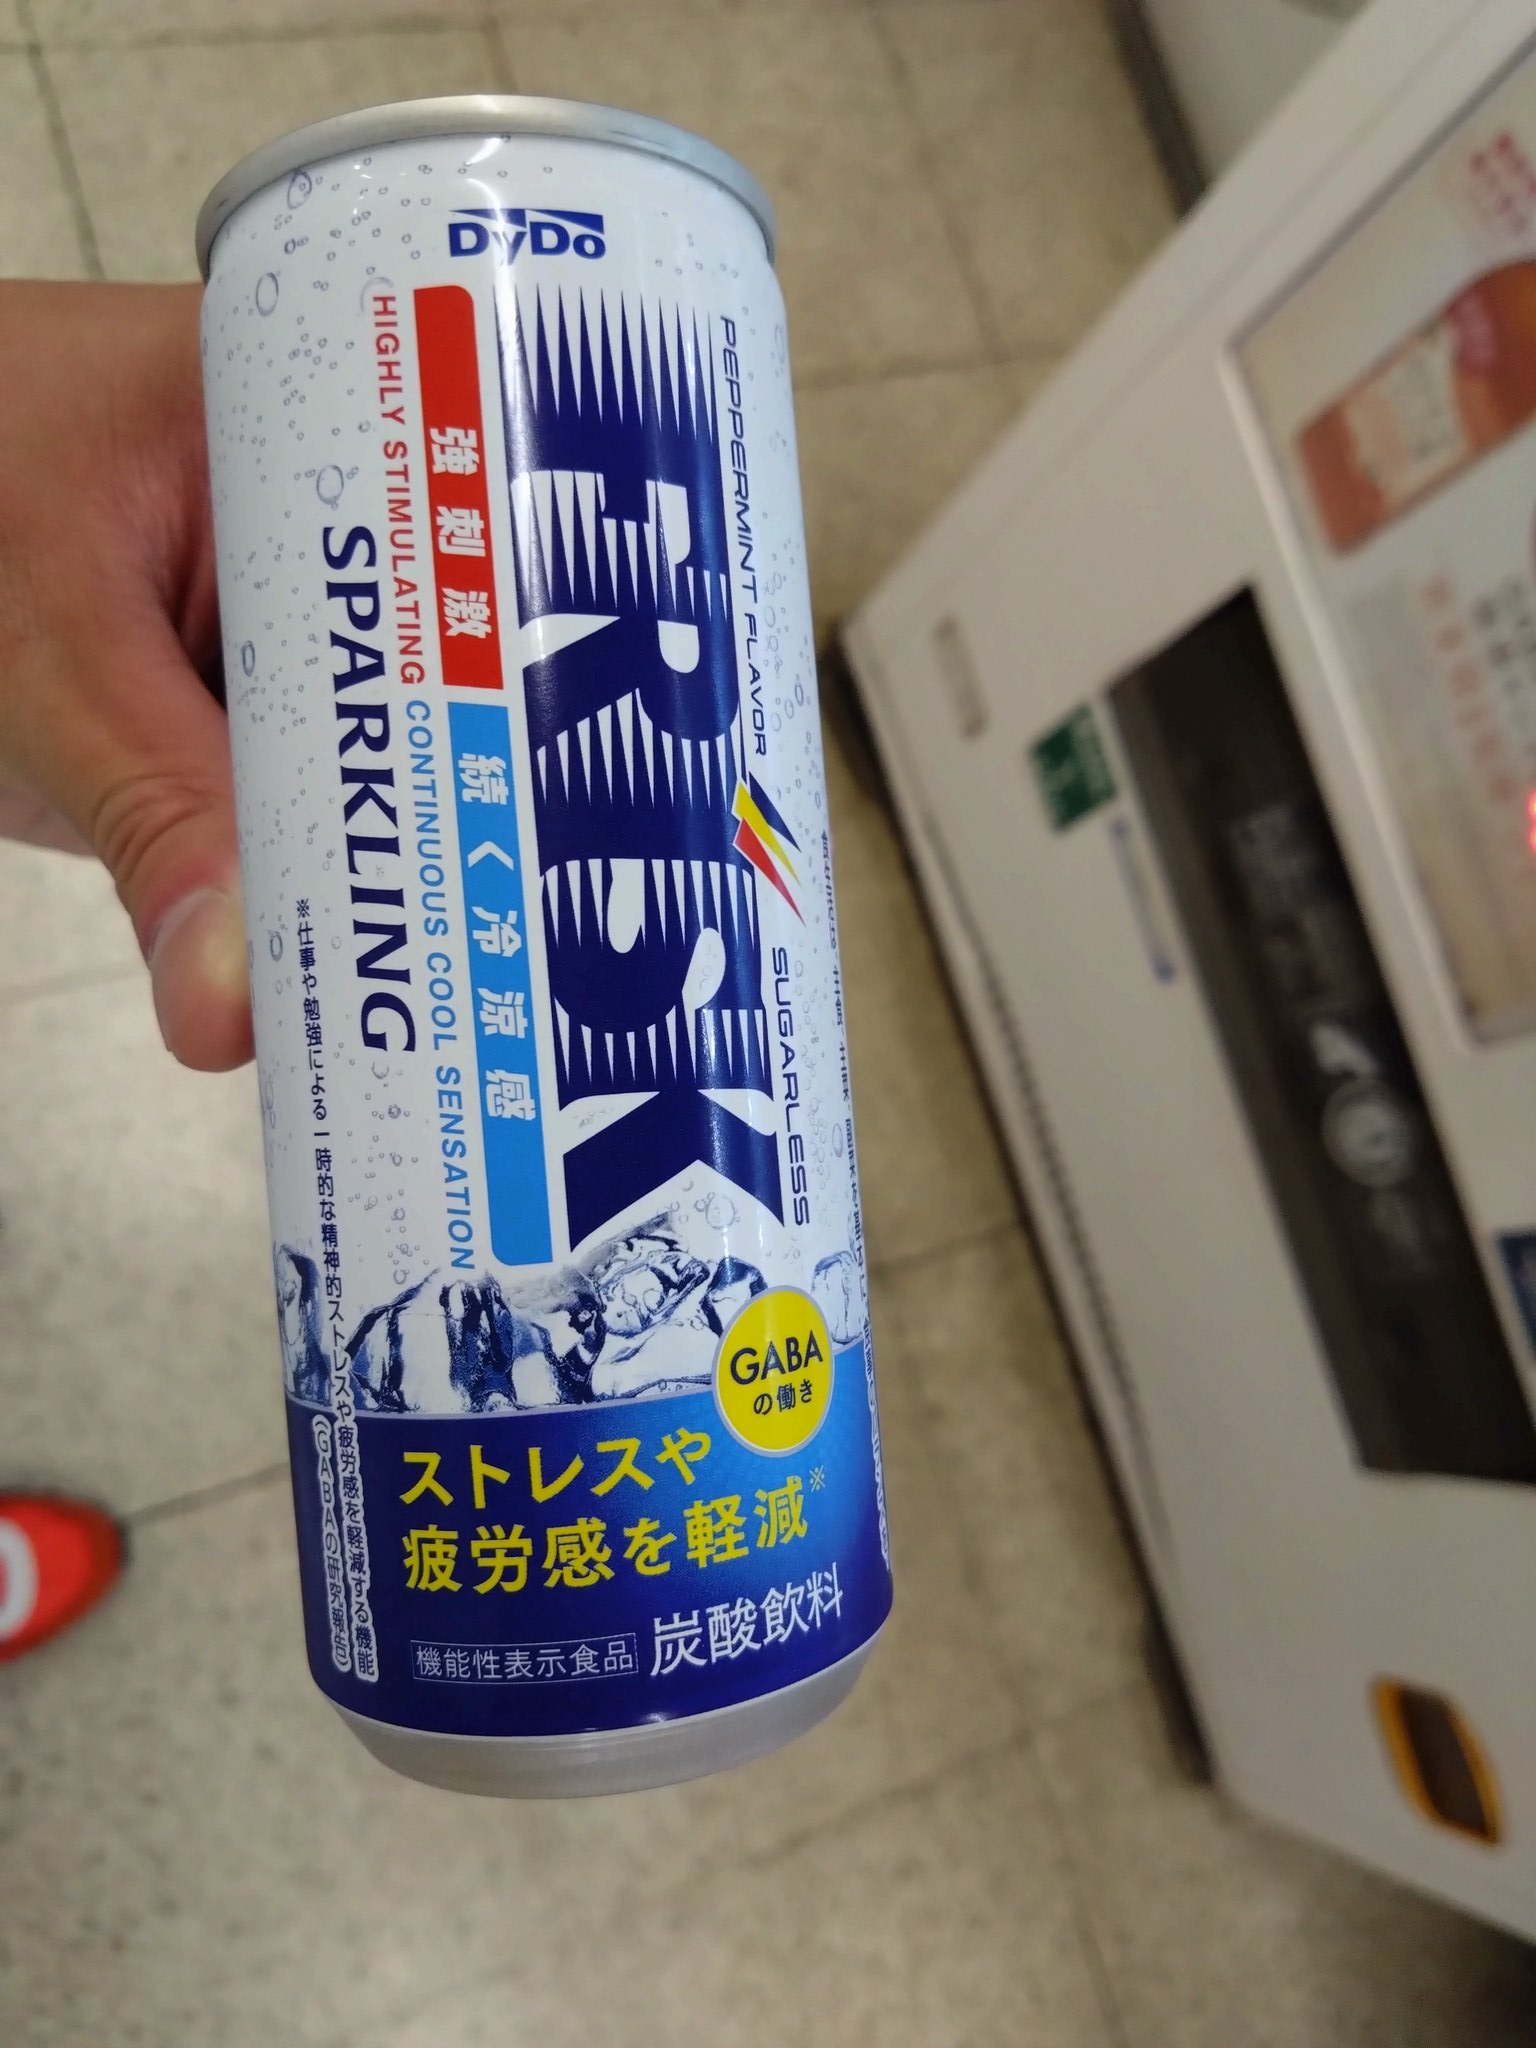 DyDo
PEPPERMINT FLAVOR
SUGARLESS
FRISK
強刺激
続く冷涼感
HIGHLY STIMULATING
CONTINUOUS COOL SENSATION
SPARKLING
※仕事や勉強による一時的な精神的ストレスや疲労感を軽減する機能
(GABAの研究報告)
GABA
の働き
ストレスや
疲労感を軽減※
機能性表示食品
炭酸飲料